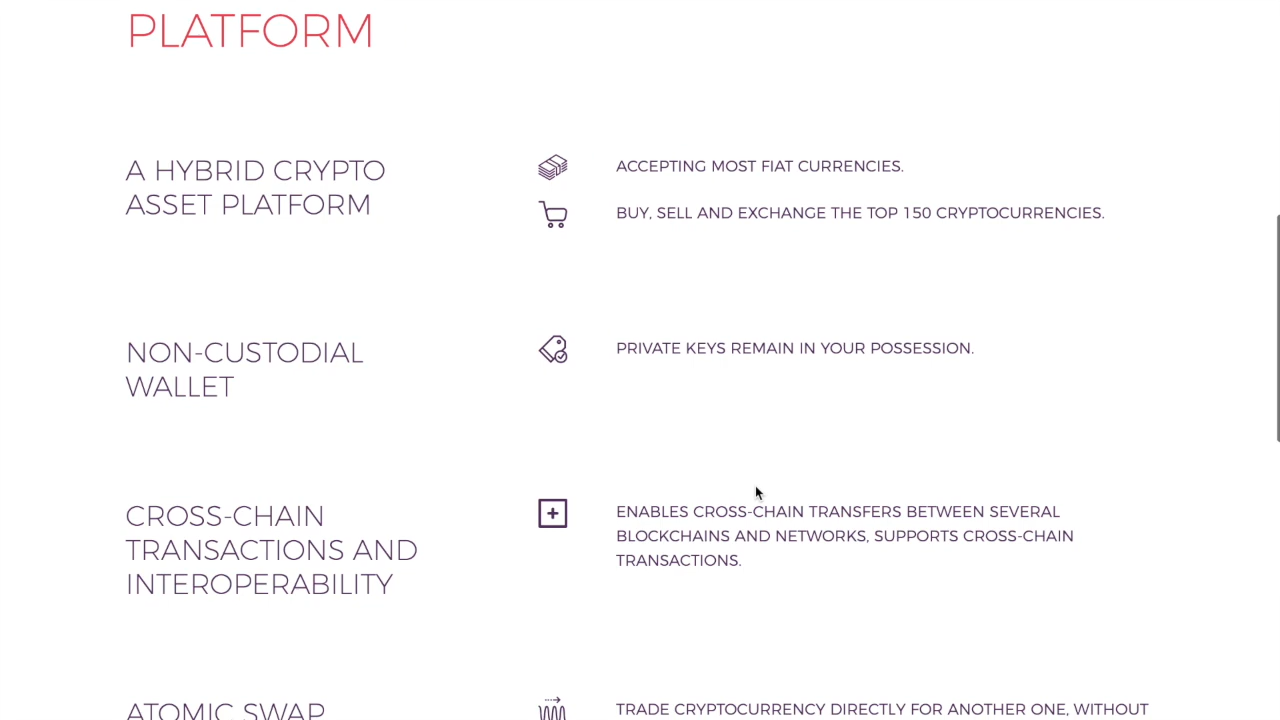 PLATFORM
A HYBRID CRYPTO
ASSET PLATFORM
ACCEPTING MOST FIAT CURRENCIES.
BUY, SELL AND EXCHANGE THE TOP 150 CRYPTOCURRENCIES.
NON-CUSTODIAL
WALLET
PRIVATE KEYS REMAIN IN YOUR POSSESSION.
CROSS-CHAIN
TRANSACTIONS AND
INTEROPERABILITY
ENABLES CROSS-CHAIN TRANSFERS BETWEEN SEVERAL
BLOCKCHAINS AND NETWORKS, SUPPORTS CROSS-CHAIN
TRANSACTIONS.
ATOMIC SWAP
TRADE CRYPTOCURRENCY DIRECTLY FOR ANOTHER ONE, WITHOUT